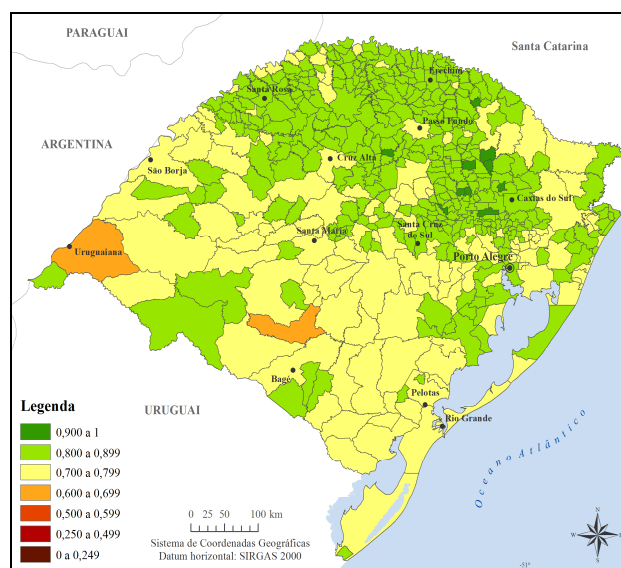 PARAGUAI
Santa Catarina
Erechim
Santa Rosa
Passo Fundo
ARGENTINA
Cruz Alta
São Borja
Caxias do Sul
Santa Maria
Santa Cruz
do Sul
Uruguaiana
Porto Alegre
Bagé
Pelotas
URUGUAI
Rio Grande
Oceano Atlântico
Legenda
0,900 a 1
0,800 a 0,899
0,700 a 0,799
0,600 a 0,699
0,500 a 0,599
0,250 a 0,499
0 a 0,249
0 25 50 100 km
Sistema de Coordenadas Geográficas
Datum horizontal: SIRGAS 2000
N
W
E
S
-51°